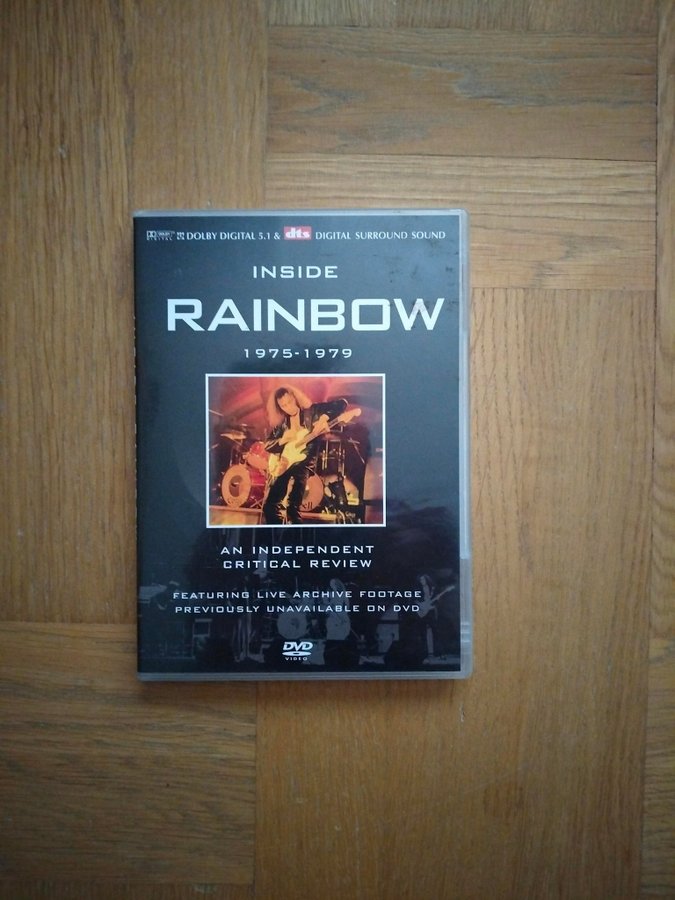 DOLBY DIGITAL 5.1 & dts DIGITAL SURROUND SOUND
INSIDE
RAINBOW
1975-1979
AN INDEPENDENT
CRITICAL REVIEW
FEATURING LIVE ARCHIVE FOOTAGE
PREVIOUSLY UNAVAILABLE ON DVD
DVD
VIDEO